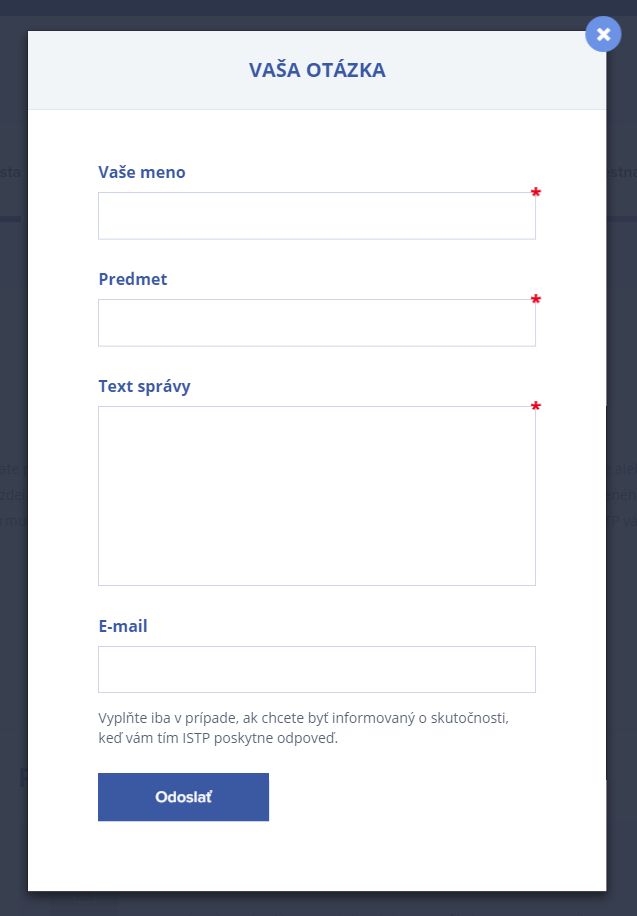 VAŠA OTÁZKA
Vaše meno
*
Predmet
*
Text správy
*
E-mail
Vyplňte iba v prípade, ak chcete byť informovaný o skutočnosti,
keď vám tím ISTP poskytne odpoveď.
Odoslať